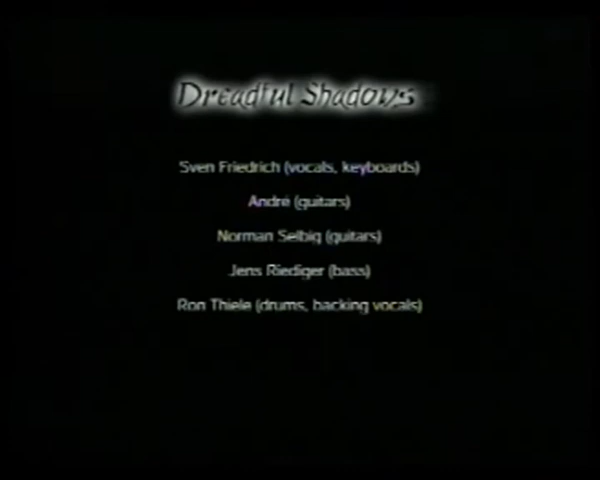 Dreadful Shadows
Sven Friedrich (vocals, keyboards)
André (guitars)
Norman Selbig (guitars)
Jens Riediger (bass)
Ron Thiele (drums, backing vocals)